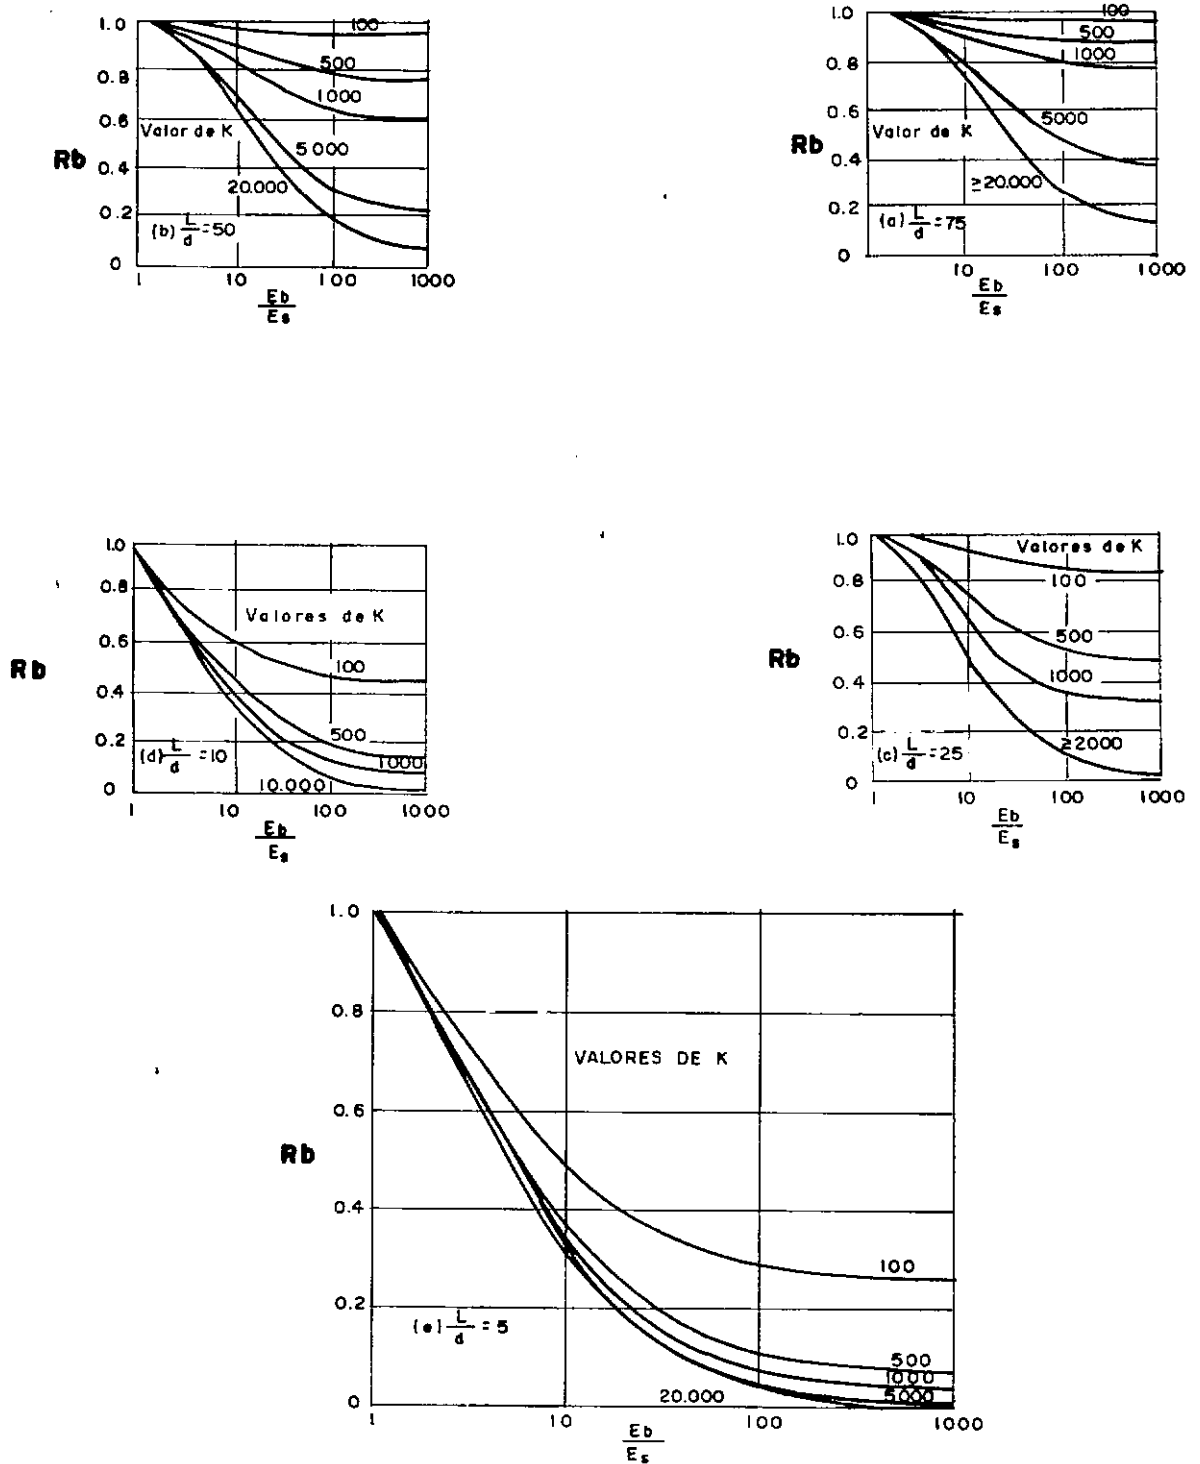 1.0
0.8
0.6
0.4
0.2
0
Rb
Valor de K
100
500
1000
5000
20.000
(b) L/d = 50
1 10 100 1000
Eb
Es
1.0
0.8
0.6
0.4
0.2
0
Rb
Valor de K
100
500
1000
5000
≥20.000
(a) L/d = 75
10 100 1000
Eb
Es
1.0
0.8
0.6
0.4
0.2
0
Rb
Valores de K
100
500
1000
10.000
(d) L/d = 10
1 10 100 1000
Eb
Es
1.0
0.8
0.6
0.4
0.2
0
Rb
Valores de K
100
500
1000
≥2000
(c) L/d = 25
1 10 100 1000
Eb
Es
1.0
0.8
0.6
0.4
0.2
0
Rb
VALORES DE K
100
500
1000
5.000
20.000
(e) L/d = 5
1 10 100 1000
Eb
Es